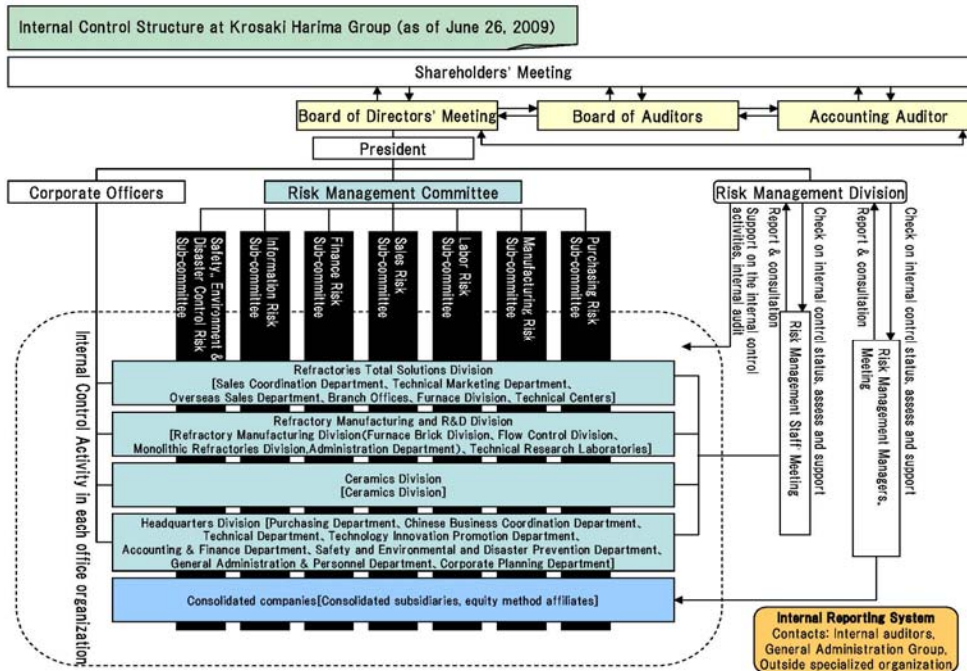 Internal Control Structure at Krosaki Harima Group (as of June 26, 2009)
Shareholders' Meeting
Board of Directors' Meeting
Board of Auditors
Accounting Auditor
President
Corporate Officers
Risk Management Committee
Risk Management Division
Safety、Environment &
Disaster Control Risk
Sub-committee
Information Risk
Sub-committee
Finance Risk
Sub-committee
Sales Risk
Sub-committee
Labor Risk
Sub-committee
Manufacturing Risk
Sub-committee
Purchasing Risk
Sub-committee
Support on the internal control
activities, internal audit
Report & consultation
Check on internal control status, assess and support
Report & consultation
Check on internal control status, assess and support
Risk Management Staff' Meeting
Risk Management Managers、
Meeting
Internal Control Activity in each office organization
Refractories Total Solutions Division
[Sales Coordination Department、Technical Marketing Department、
Overseas Sales Department、Branch Offices、Furnace Division、Technical Centers]
Refractory Manufacturing and R&D Division
[Refractory Manufacturing Division(Furnace Brick Division、Flow Control Division、
Monolithic Refractories Division,Administration Department)、Technical Research Laboratories]
Ceramics Division
[Ceramics Division]
Headquarters Division [Purchasing Department、Chinese Business Coordination Department、
Technical Department、Technology Innovation Promotion Department、
Accounting & Finance Department、Safety and Environmental and Disaster Prevention Department、
General Administration & Personnel Department、Corporate Planning Department]
Consolidated companies[Consolidated subsidiaries, equity method affiliates]
Internal Reporting System
Contacts: Internal auditors,
General Administration Group,
Outside specialized organization